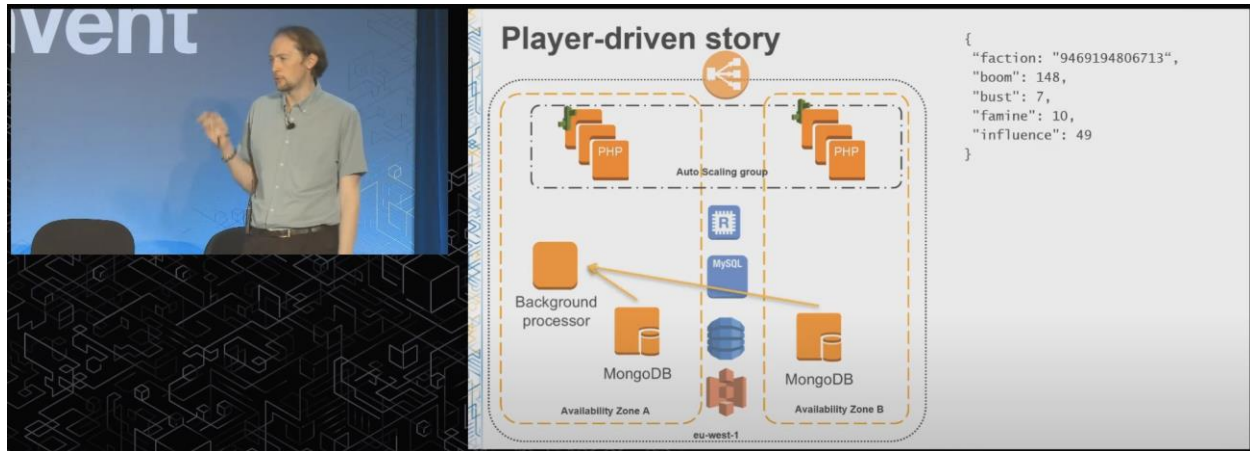 vent
Player-driven story
{
"faction: "9469194806713",
"boom": 148,
"bust": 7,
"famine": 10,
"influence": 49
}
PHP
PHP
Auto Scaling group
R
MySQL
Background
processor
MongoDB
MongoDB
Availability Zone A
Availability Zone B
eu-west-1